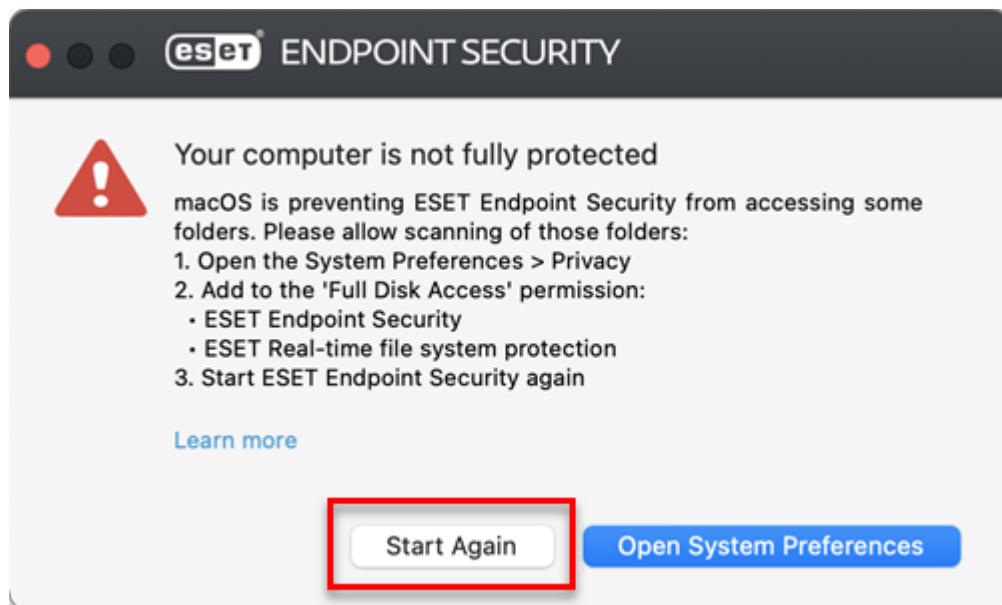 eset ENDPOINT SECURITY
Your computer is not fully protected
macOS is preventing ESET Endpoint Security from accessing some
folders. Please allow scanning of those folders:
1. Open the System Preferences > Privacy
2. Add to the 'Full Disk Access' permission:
• ESET Endpoint Security
• ESET Real-time file system protection
3. Start ESET Endpoint Security again
Learn more
Start Again Open System Preferences